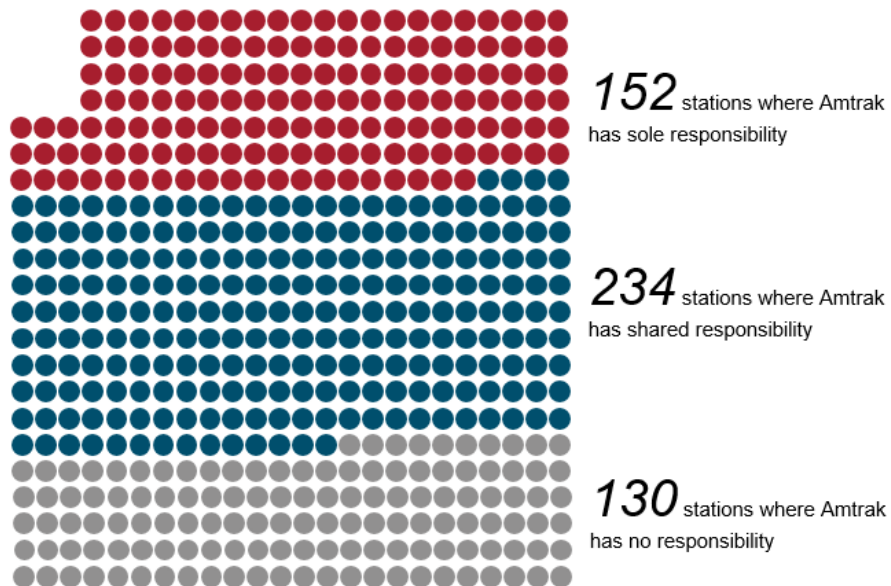 152 stations where Amtrak
has sole responsibility
234 stations where Amtrak
has shared responsibility
130 stations where Amtrak
has no responsibility